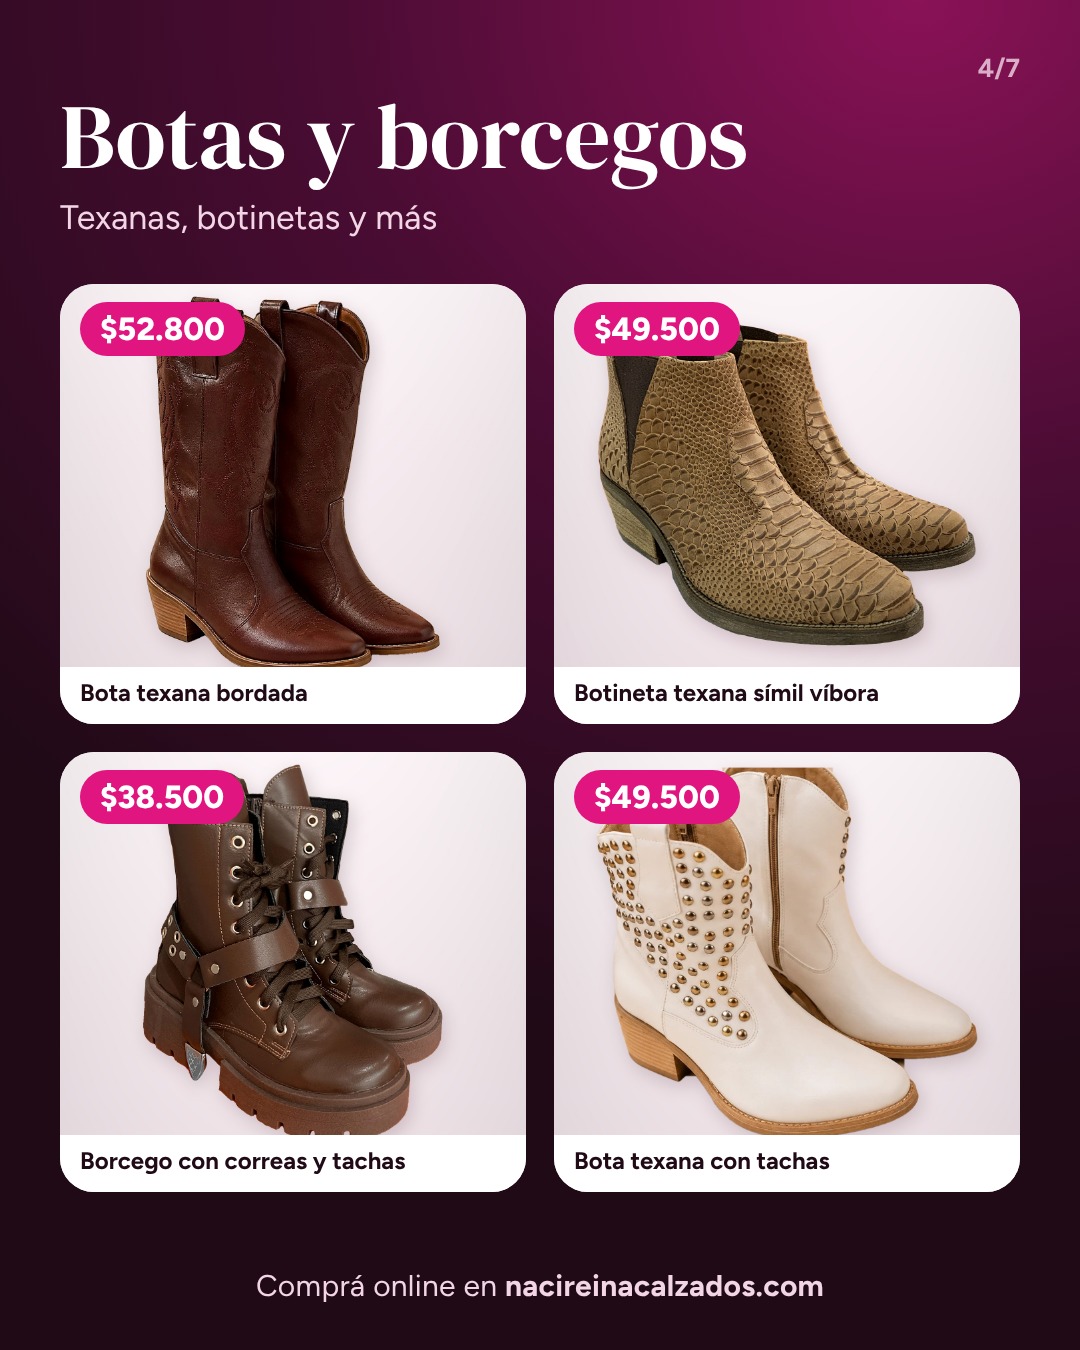 4/7
Botas y borcegos
Texanas, botinetas y más
$52.800
$49.500
Bota texana bordada
Botineta texana símil víbora
$38.500
$49.500
Borcego con correas y tachas
Bota texana con tachas
Comprá online en nacireinacalzados.com